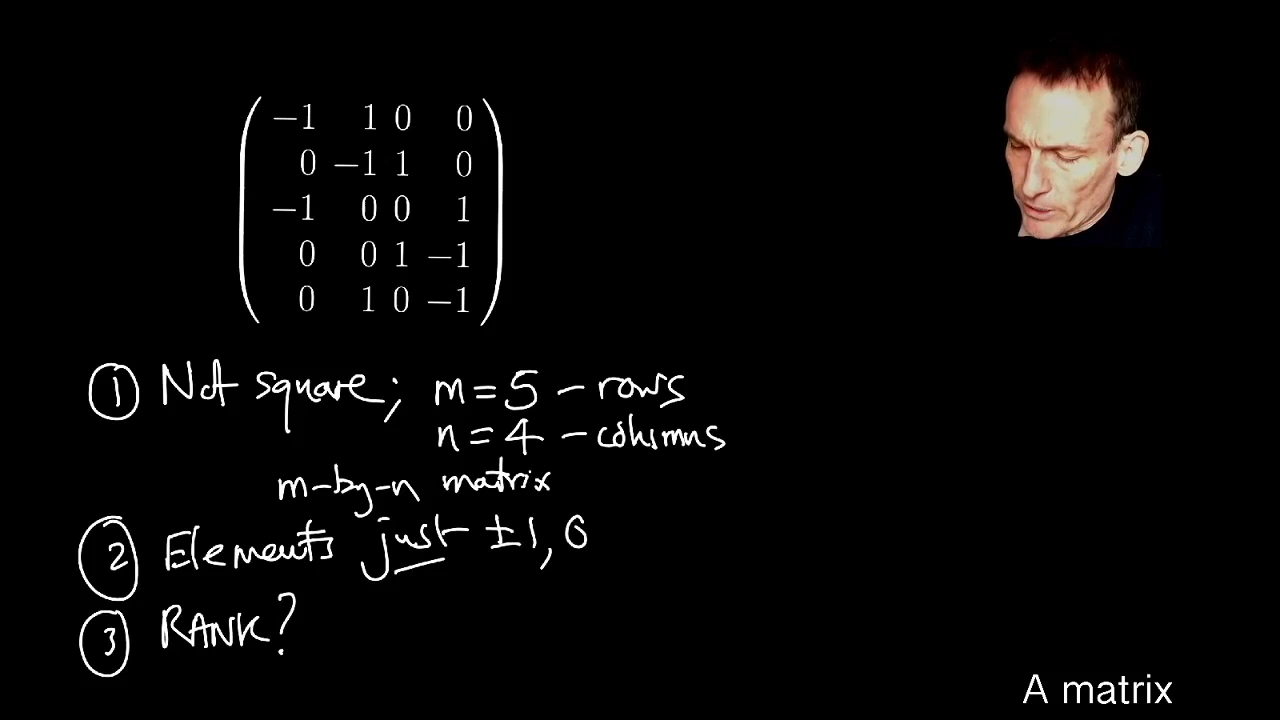 −1 1 0 0
0 −1 1 0
−1 0 0 1
0 0 1 −1
0 1 0 −1
① Not square; m = 5 – rows
n = 4 – columns
m-by-n matrix
② Elements just ±1, 0
③ RANK?
A matrix